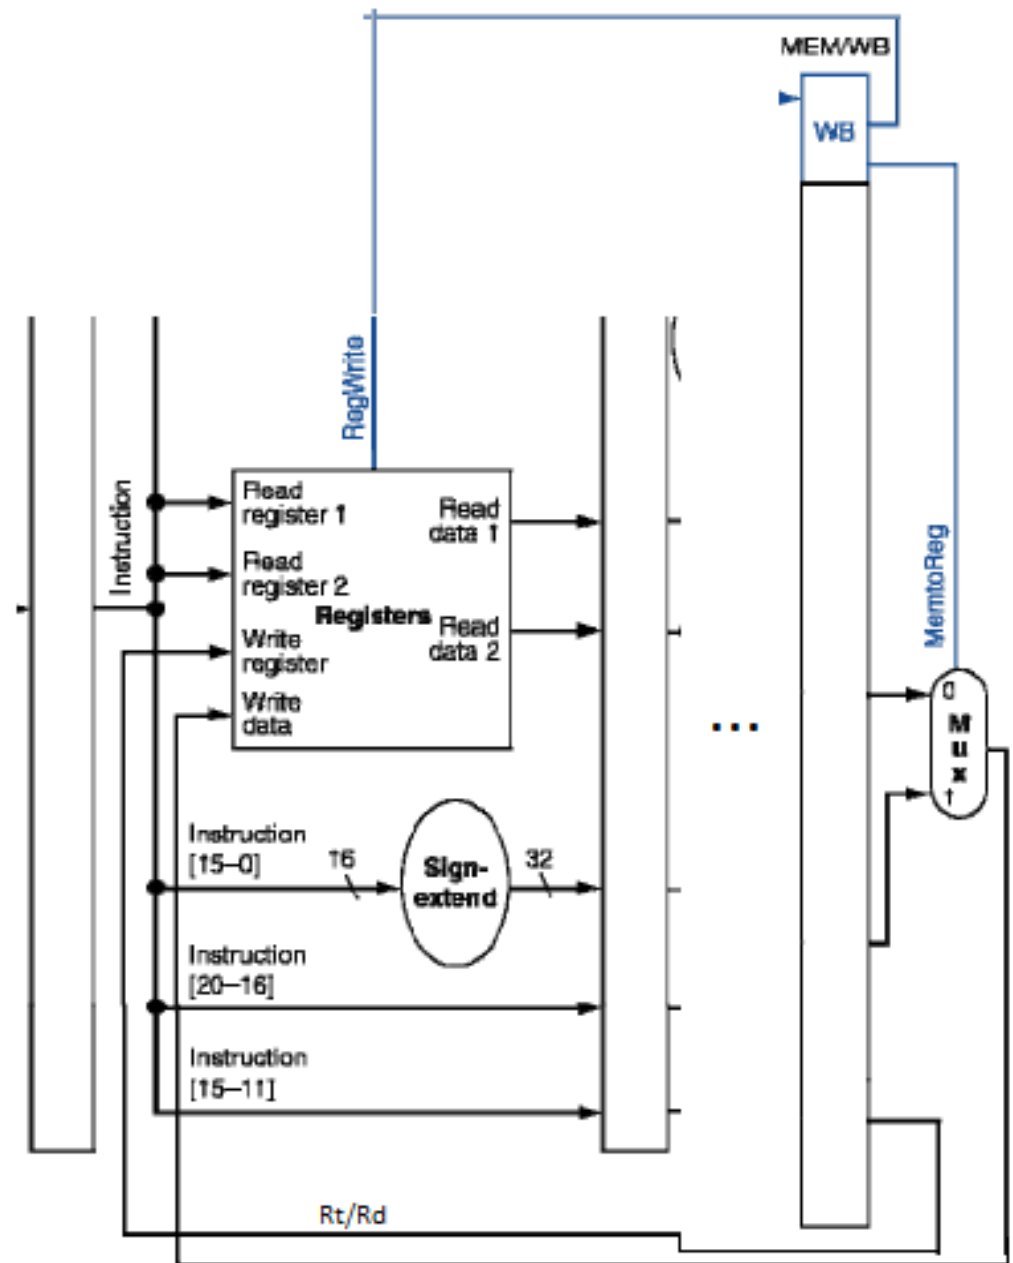 MEM/WB
WB
RegWrite
Instruction
Read
register 1
Read
data 1
Read
register 2
Registers
Read
data 2
Write
register
Write
data
MemtoReg
0
M
u
x
1
...
Instruction
[15–0]
16
Sign-
extend
32
Instruction
[20–16]
Instruction
[15–11]
Rt/Rd